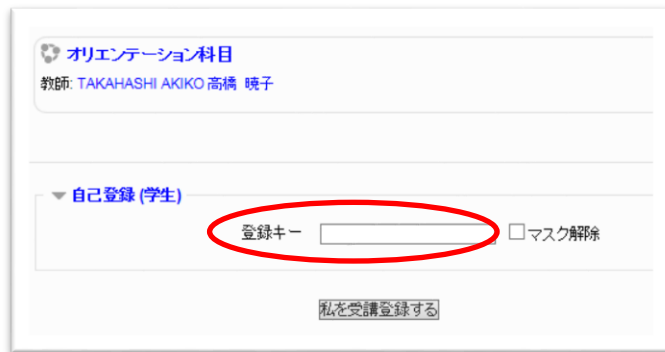 オリエンテーション科目
教師: TAKAHASHI AKIKO 高橋 暁子
自己登録 (学生)
登録キー マスク解除
私を受講登録する